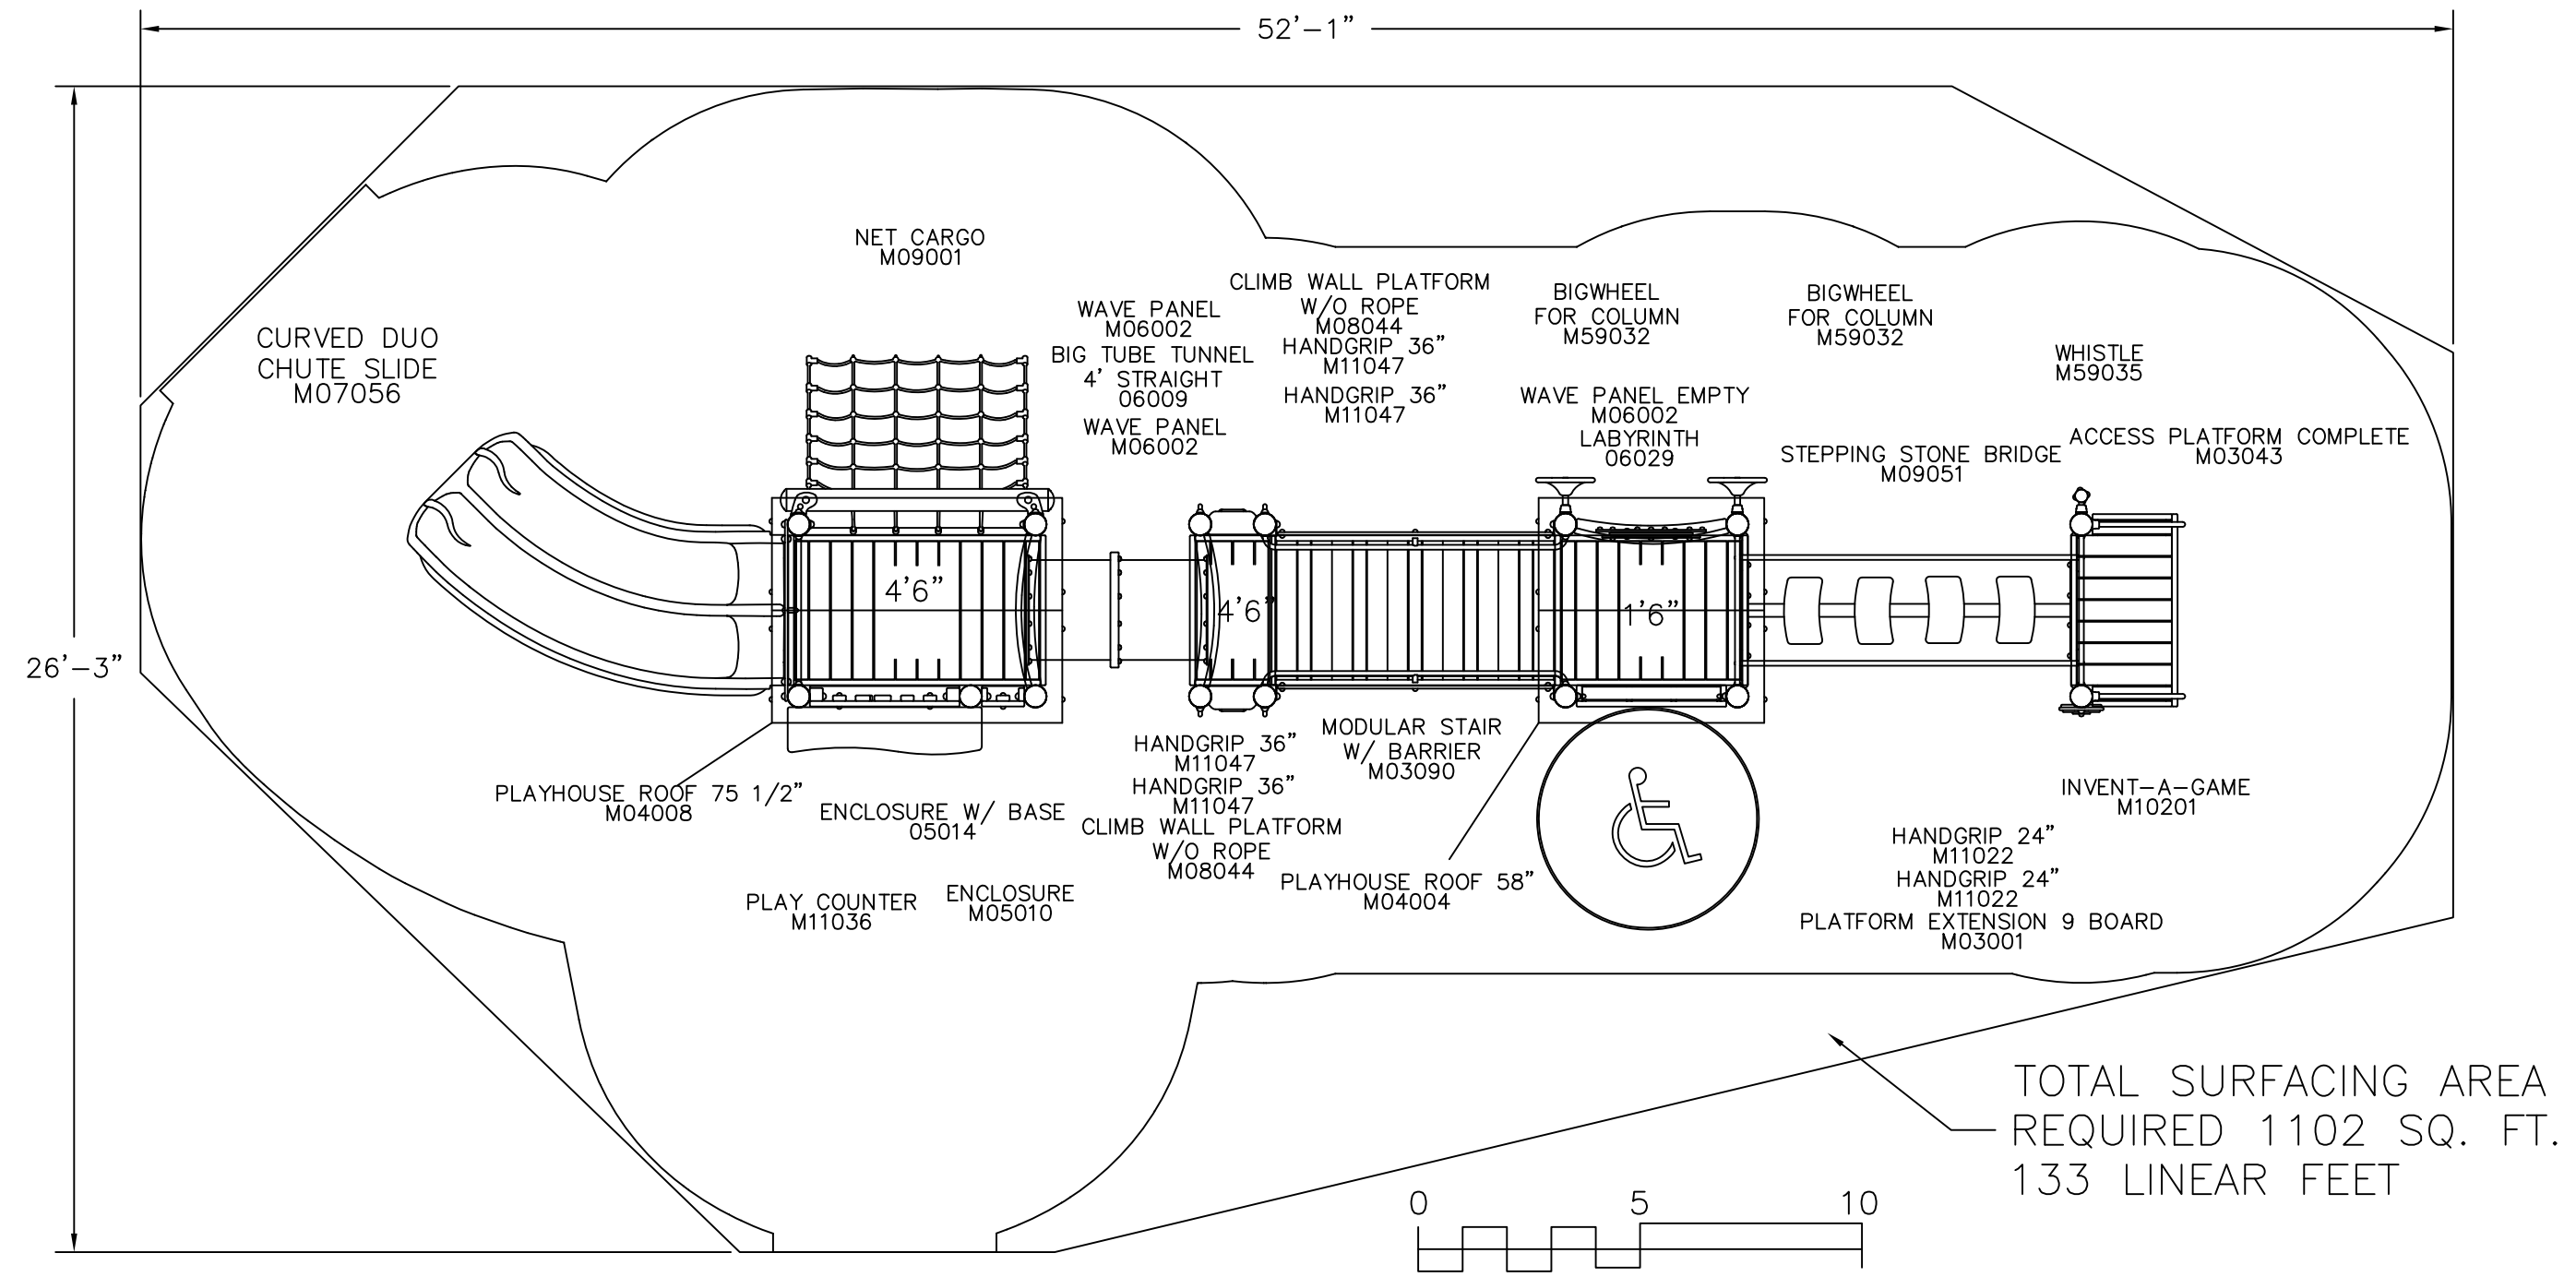 52'-1"
26'-3"
NET CARGO
M09001
CURVED DUO
CHUTE SLIDE
M07056
WAVE PANEL
M06002
BIG TUBE TUNNEL
4' STRAIGHT
06009
WAVE PANEL
M06002
CLIMB WALL PLATFORM
W/O ROPE
M08044
HANDGRIP 36"
M11047
HANDGRIP 36"
M11047
BIGWHEEL
FOR COLUMN
M59032
WAVE PANEL EMPTY
M06002
LABYRINTH
06029
BIGWHEEL
FOR COLUMN
M59032
STEPPING STONE BRIDGE
M09051
WHISTLE
M59035
ACCESS PLATFORM COMPLETE
M03043
4'6"
4'6"
1'6"
PLAYHOUSE ROOF 75 1/2"
M04008
ENCLOSURE W/ BASE
05014
PLAY COUNTER
M11036
ENCLOSURE
M05010
HANDGRIP 36"
M11047
HANDGRIP 36"
M11047
CLIMB WALL PLATFORM
W/O ROPE
M08044
MODULAR STAIR
W/ BARRIER
M03090
PLAYHOUSE ROOF 58"
M04004
INVENT-A-GAME
M10201
HANDGRIP 24"
M11022
HANDGRIP 24"
M11022
PLATFORM EXTENSION 9 BOARD
M03001
TOTAL SURFACING AREA
REQUIRED 1102 SQ. FT.
133 LINEAR FEET
0 5 10